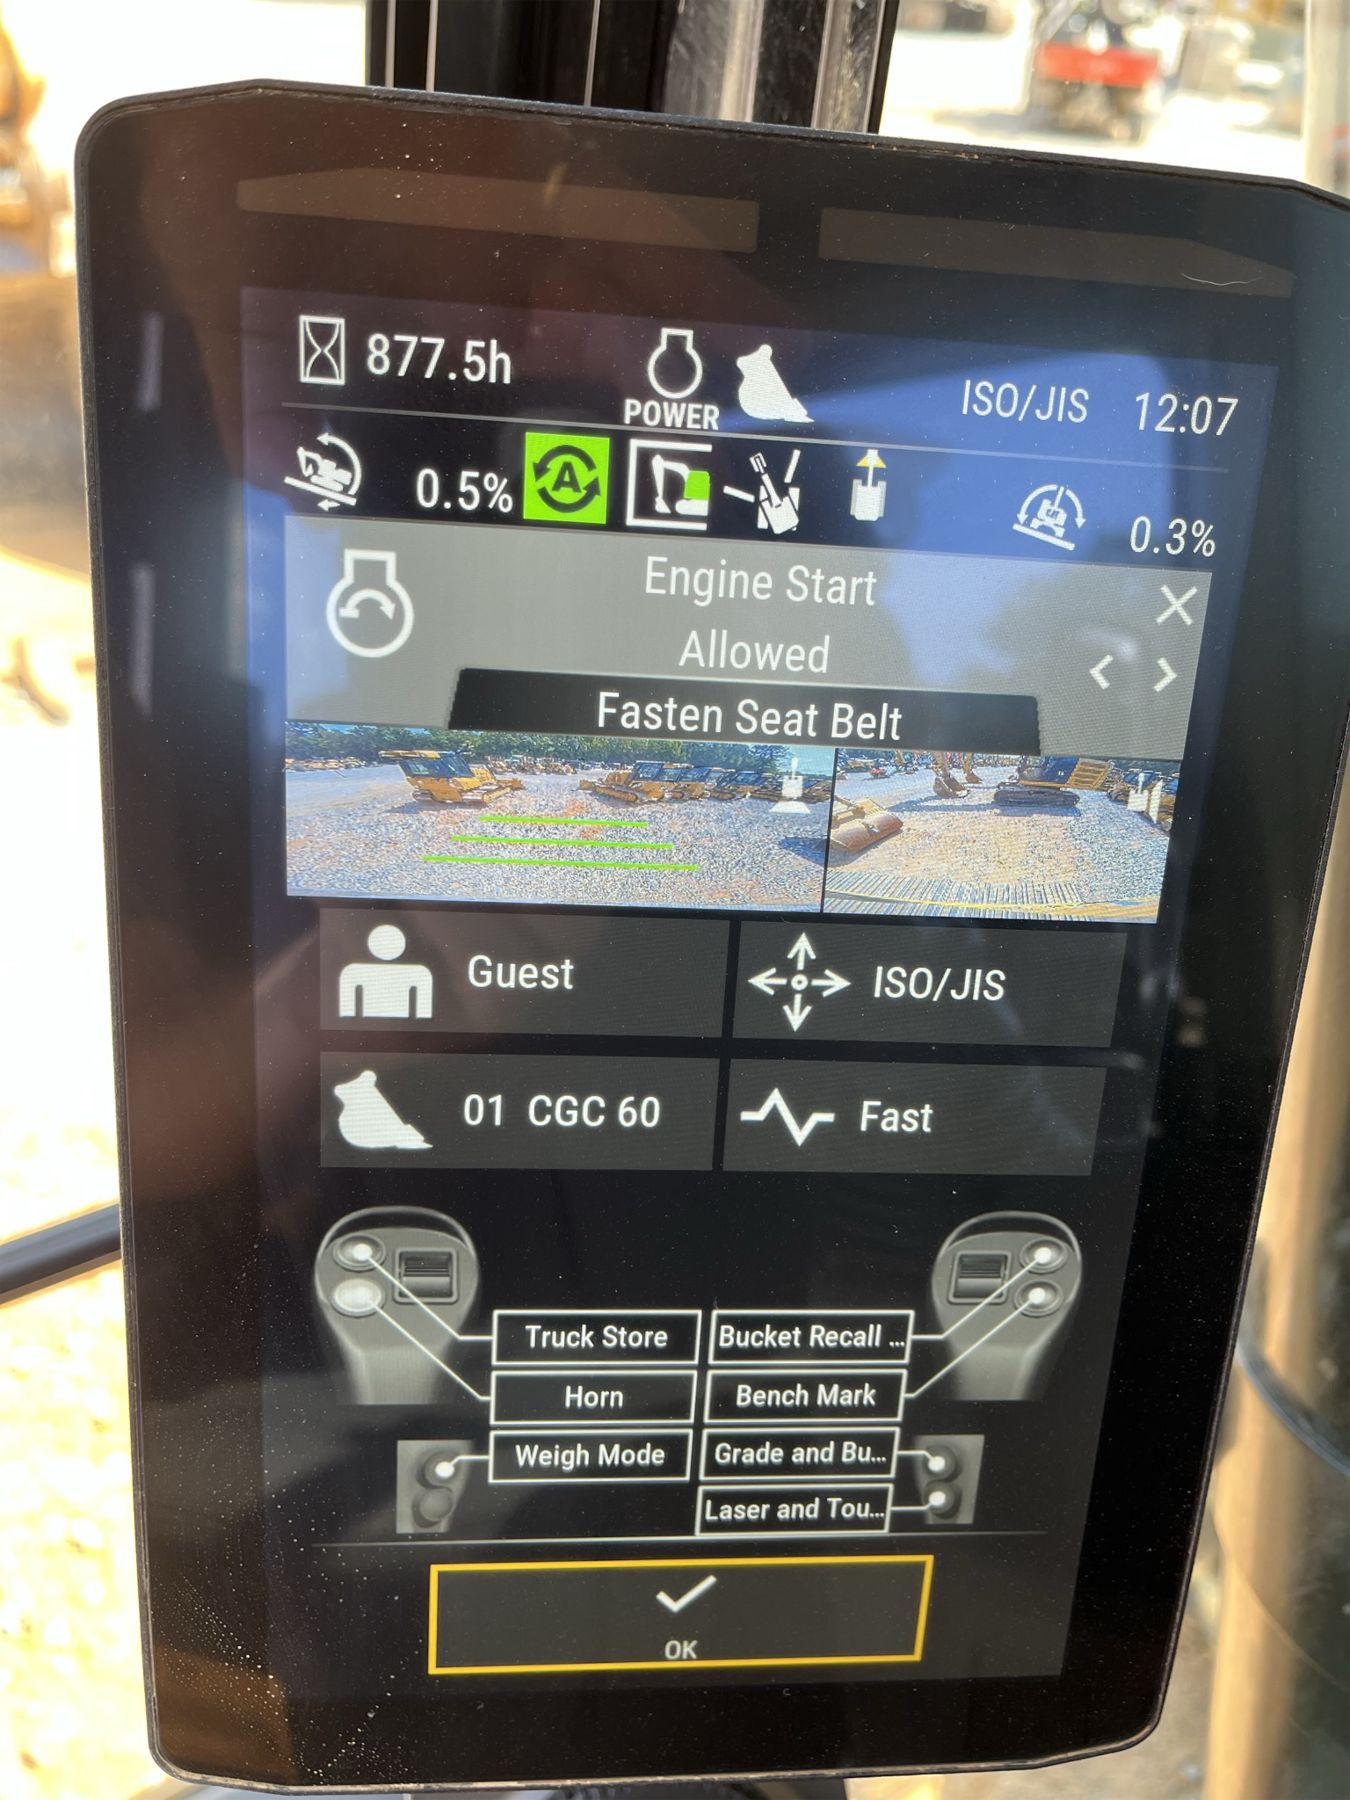 877.5h
POWER
ISO/JIS 12:07
0.5%
A
0.3%
Engine Start
Allowed
Fasten Seat Belt
Guest
ISO/JIS
01 CGC 60
Fast
Truck Store
Bucket Recall ...
Horn
Bench Mark
Weigh Mode
Grade and Bu...
Laser and Tou...
OK